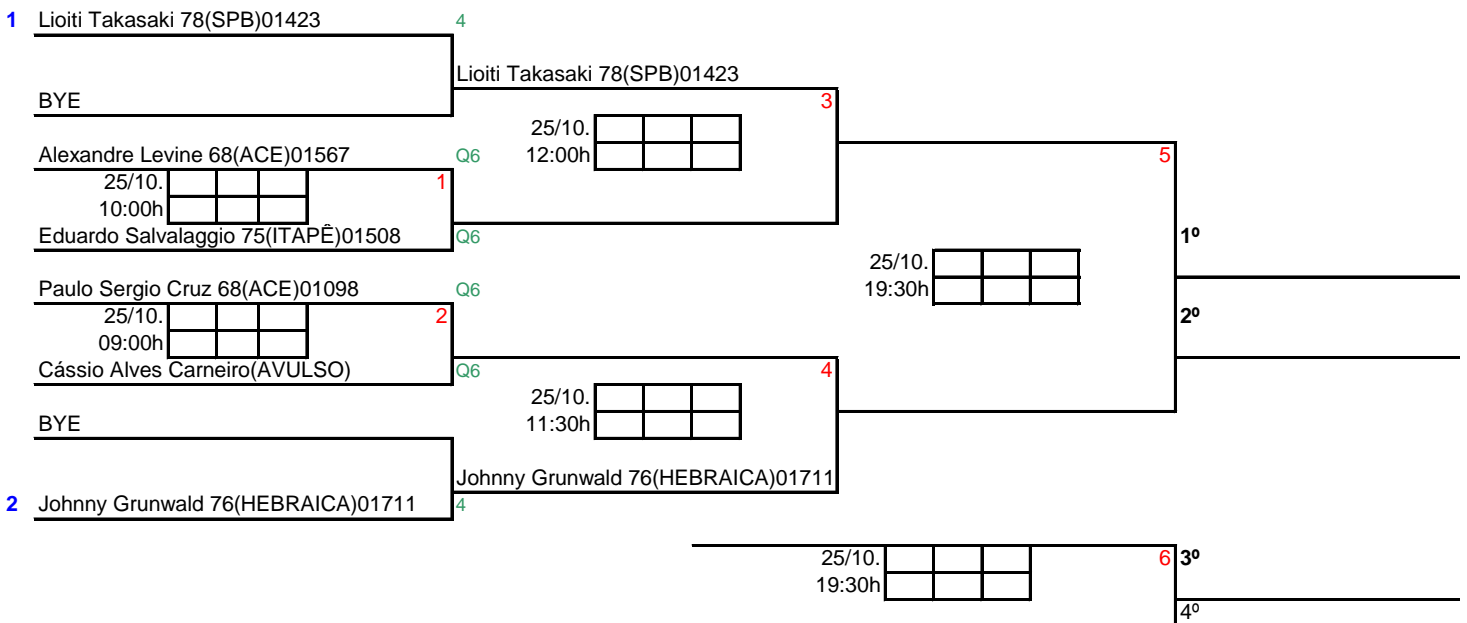 1 Lioiti Takasaki 78(SPB)01423 4
Lioiti Takasaki 78(SPB)01423
BYE 3
25/10.
12:00h
Alexandre Levine 68(ACE)01567 Q6 5
25/10. 1
10:00h
Eduardo Salvalaggio 75(ITAPÊ)01508 Q6 1º
25/10.
19:30h
Paulo Sergio Cruz 68(ACE)01098 Q6
25/10. 2 2º
09:00h
Cássio Alves Carneiro(AVULSO) Q6 4
25/10.
11:30h
BYE
Johnny Grunwald 76(HEBRAICA)01711
2 Johnny Grunwald 76(HEBRAICA)01711 4
25/10. 6 3º
19:30h
4º